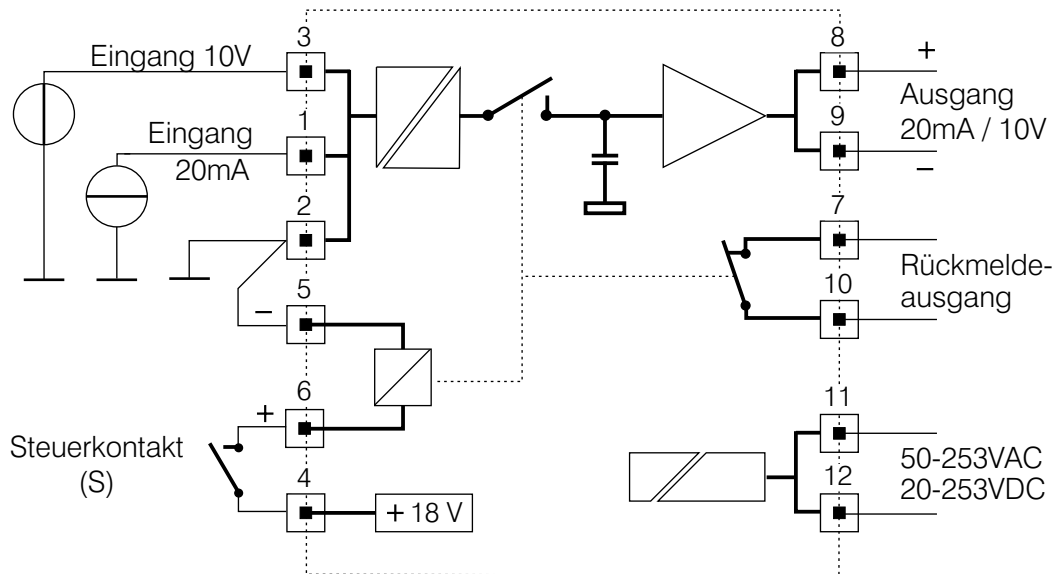 3
Eingang 10V
1
Eingang
20mA
2
5
−
6
+
Steuerkontakt
(S)
4
+ 18 V
8
+
Ausgang
20mA / 10V
9
−
7
Rückmelde-
ausgang
10
11
50-253VAC
20-253VDC
12